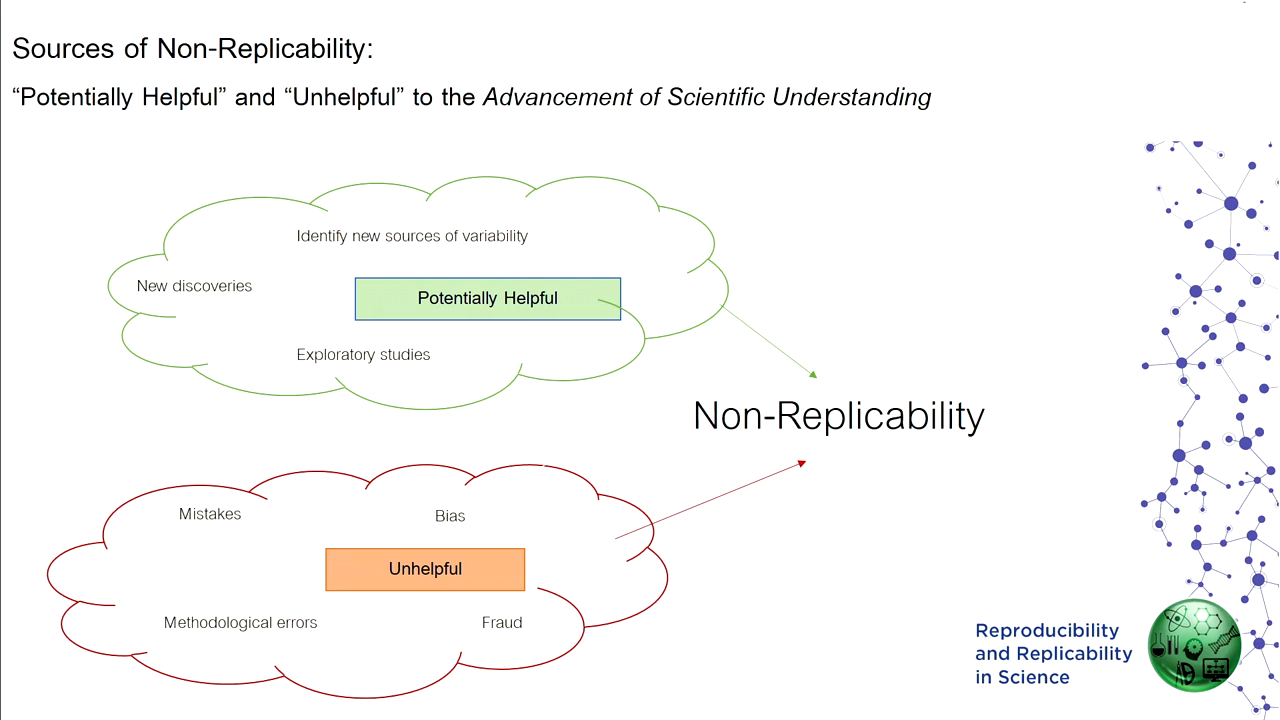 Sources of Non-Replicability:
“Potentially Helpful” and “Unhelpful” to the Advancement of Scientific Understanding
Identify new sources of variability
New discoveries
Potentially Helpful
Exploratory studies
Non-Replicability
Mistakes
Bias
Unhelpful
Methodological errors
Fraud
Reproducibility
and Replicability
in Science